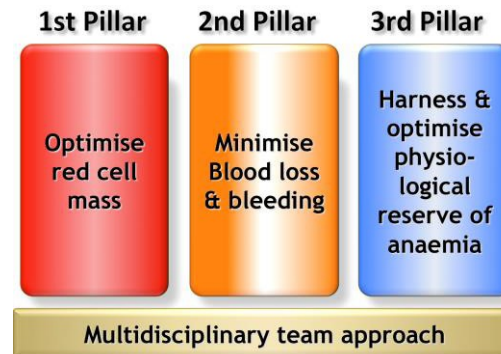 1st Pillar
2nd Pillar
3rd Pillar
Optimise
red cell
mass
Minimise
Blood loss
& bleeding
Harness &
optimise
physio-
logical
reserve of
anaemia
Multidisciplinary team approach